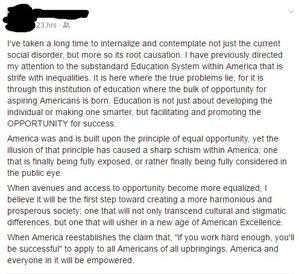 23 hrs ·
I've taken a long time to internalize and contemplate not just the current
social disorder, but more so its root causation. I have previously directed
my attention to the substandard Education System within America that is
strife with inequalities. It is here where the true problems lie, for it is
through this institution of education where the bulk of opportunity for
aspiring Americans is born. Education is not just about developing the
individual or making one smarter, but facilitating and promoting the
OPPORTUNITY for success.
America was and is built upon the principle of equal opportunity, yet the
illusion of that principle has caused a sharp schism within America; one
that is finally being fully exposed, or rather finally being fully considered in
the public eye.
When avenues and access to opportunity become more equalized, I
believe it will be the first step toward creating a more harmonious and
prosperous society; one that will not only transcend cultural and stigmatic
differences, but one that will usher in a new age of American Excellence.
When America reestablishes the claim that, "if you work hard enough, you'll
be successful" to apply to all Americans of all upbringings, America and
everyone in it will be empowered.